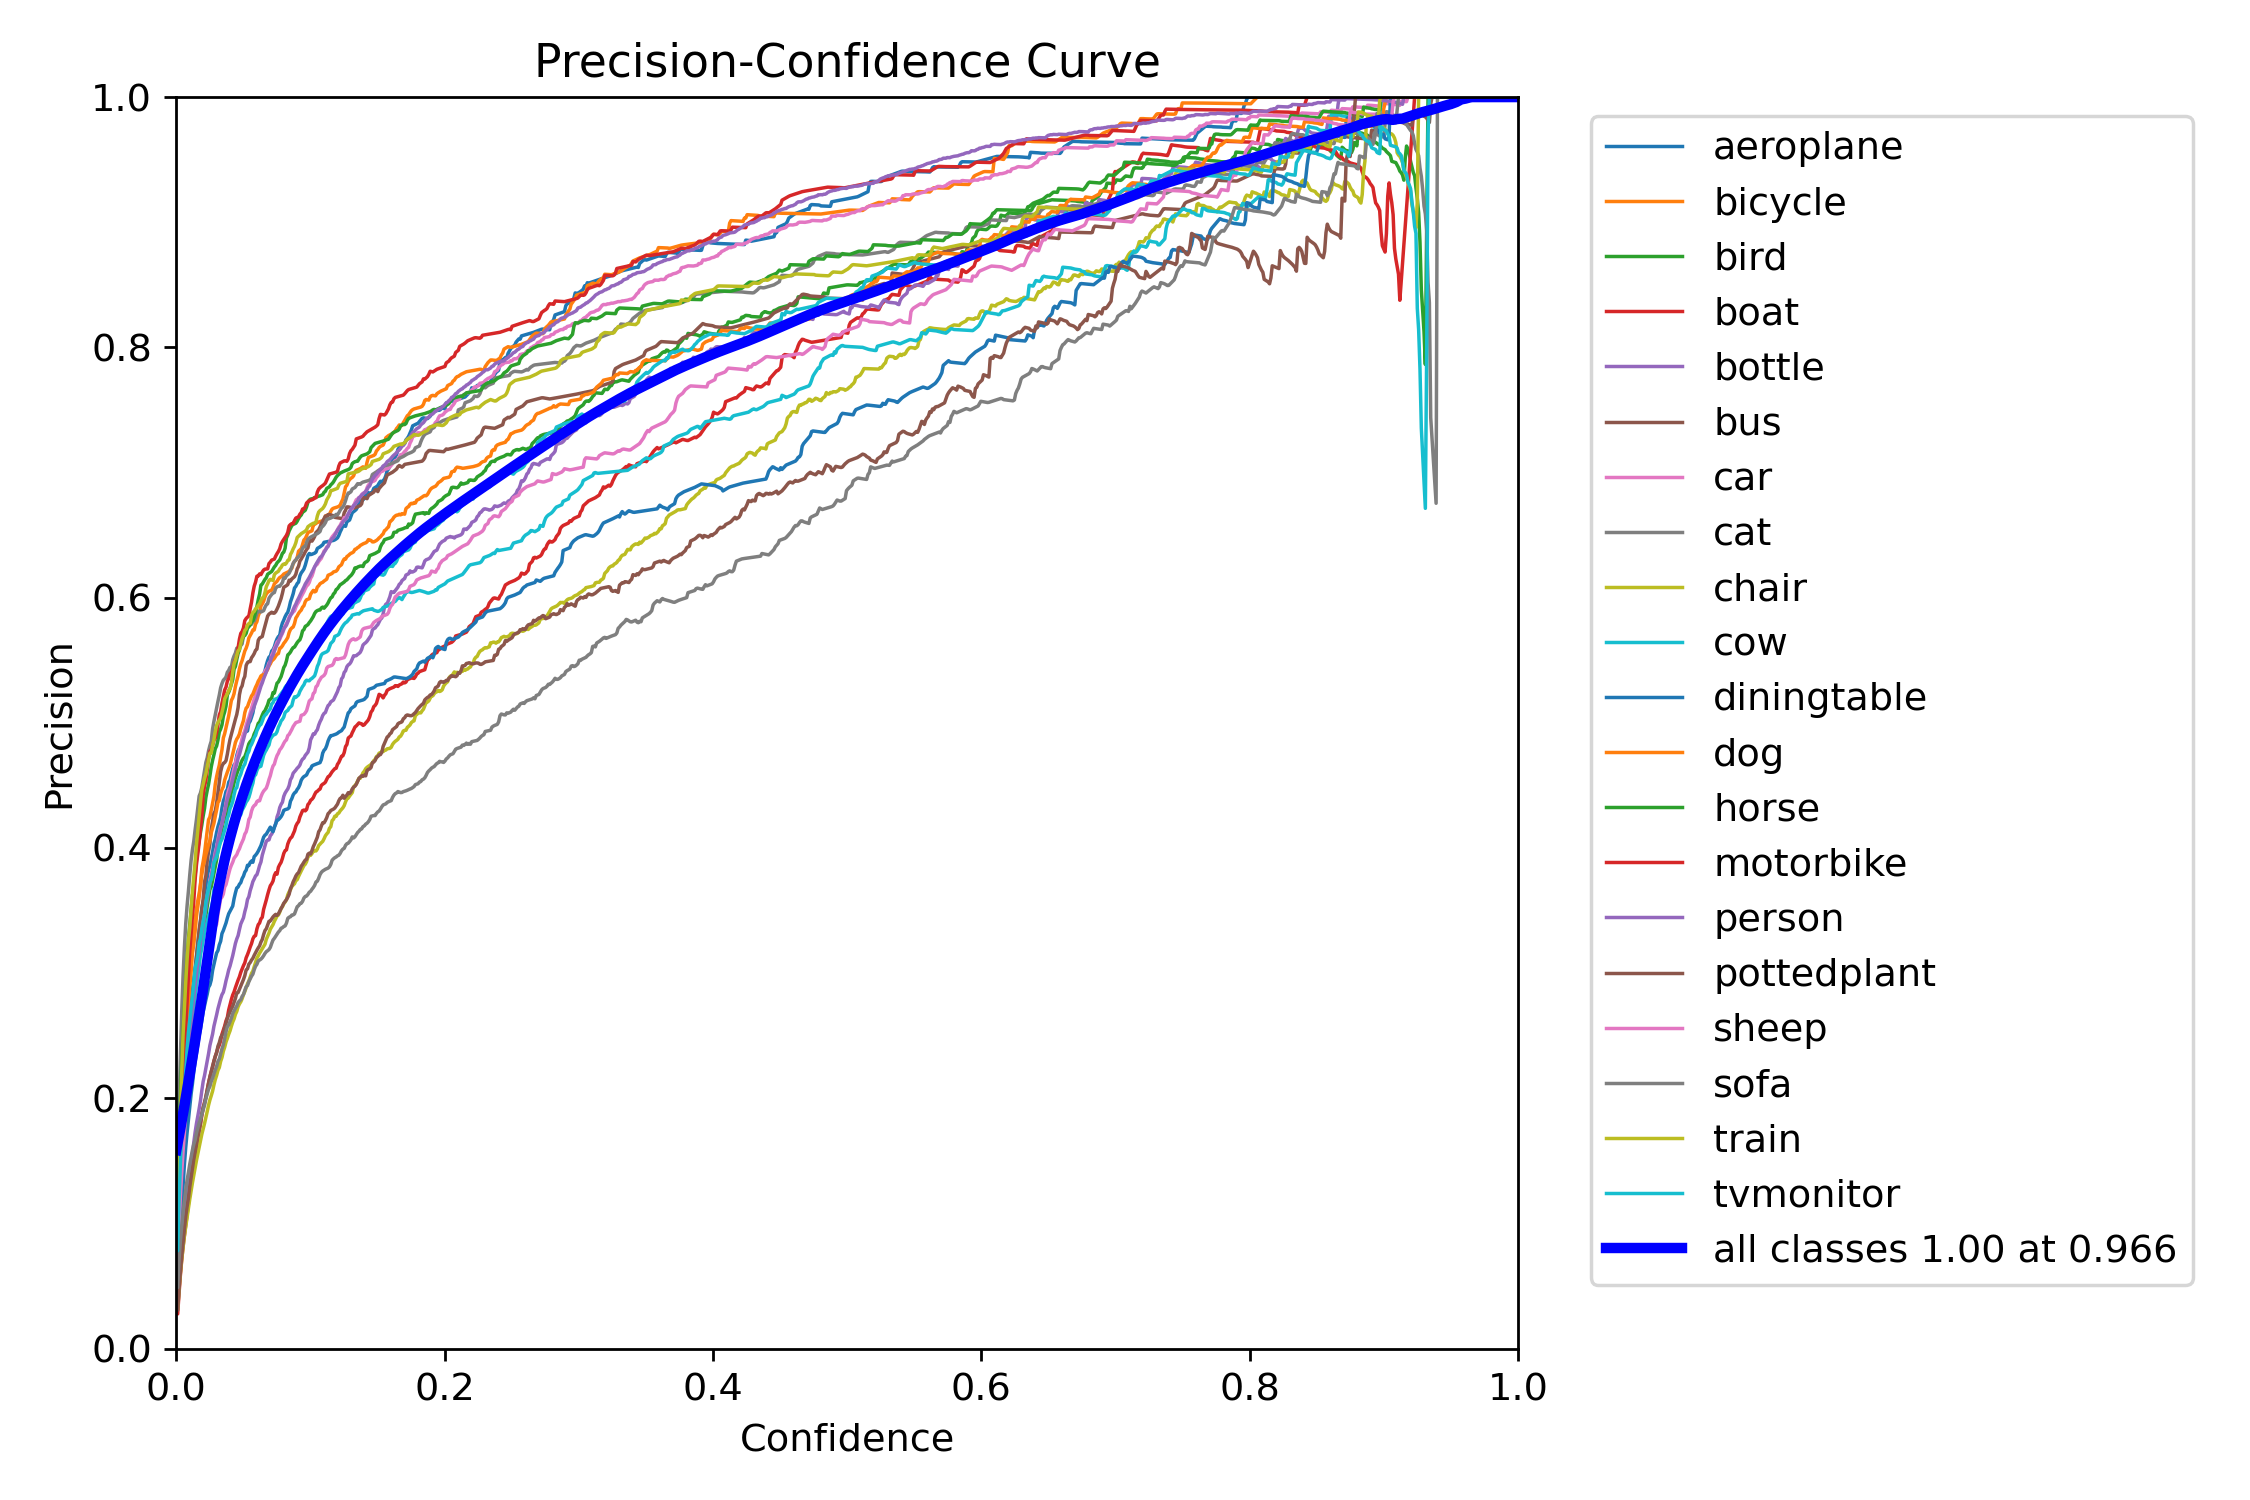 Precision-Confidence Curve
1.0
0.8
0.6
0.4
0.2
0.0
Precision
0.0 0.2 0.4 0.6 0.8 1.0
Confidence
aeroplane
bicycle
bird
boat
bottle
bus
car
cat
chair
cow
diningtable
dog
horse
motorbike
person
pottedplant
sheep
sofa
train
tvmonitor
all classes 1.00 at 0.966